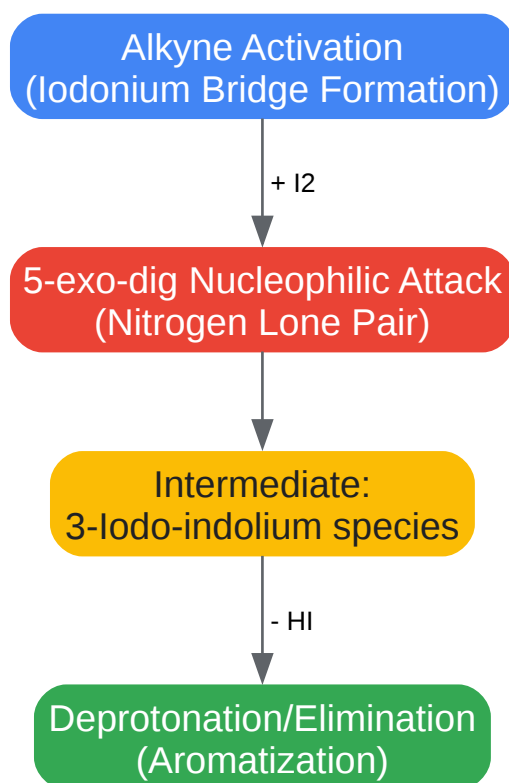 Alkyne Activation
(Iodonium Bridge Formation)
+ I2
5-exo-dig Nucleophilic Attack
(Nitrogen Lone Pair)
Intermediate:
3-Iodo-indolium species
- HI
Deprotonation/Elimination
(Aromatization)